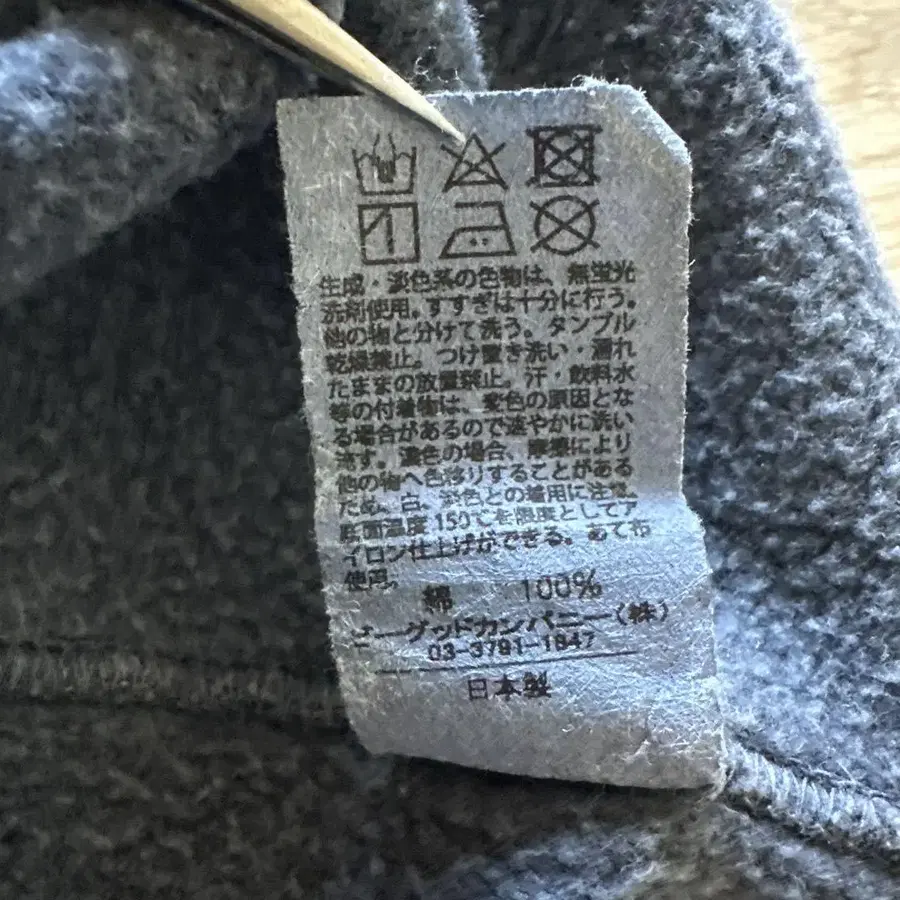 生成・淡色系の色物は、無蛍光
洗剤使用。すすぎは十分に行う。
他の物と分けて洗う。タンブル
乾燥禁止。つけ置き洗い・濡れ
たままの放置禁止。汗・飲料水
等の付着物は、変色の原因とな
る場合があるので速やかに洗い
流す。濃色の場合、摩擦により
他の物へ色移りすることがある
ため、白、淡色との着用に注意。
底面温度150℃を限度としてア
イロン仕上げができる。あて布
使用。
綿 100%
エーグッドカンパニー(株)
03-3791-1847
日本製